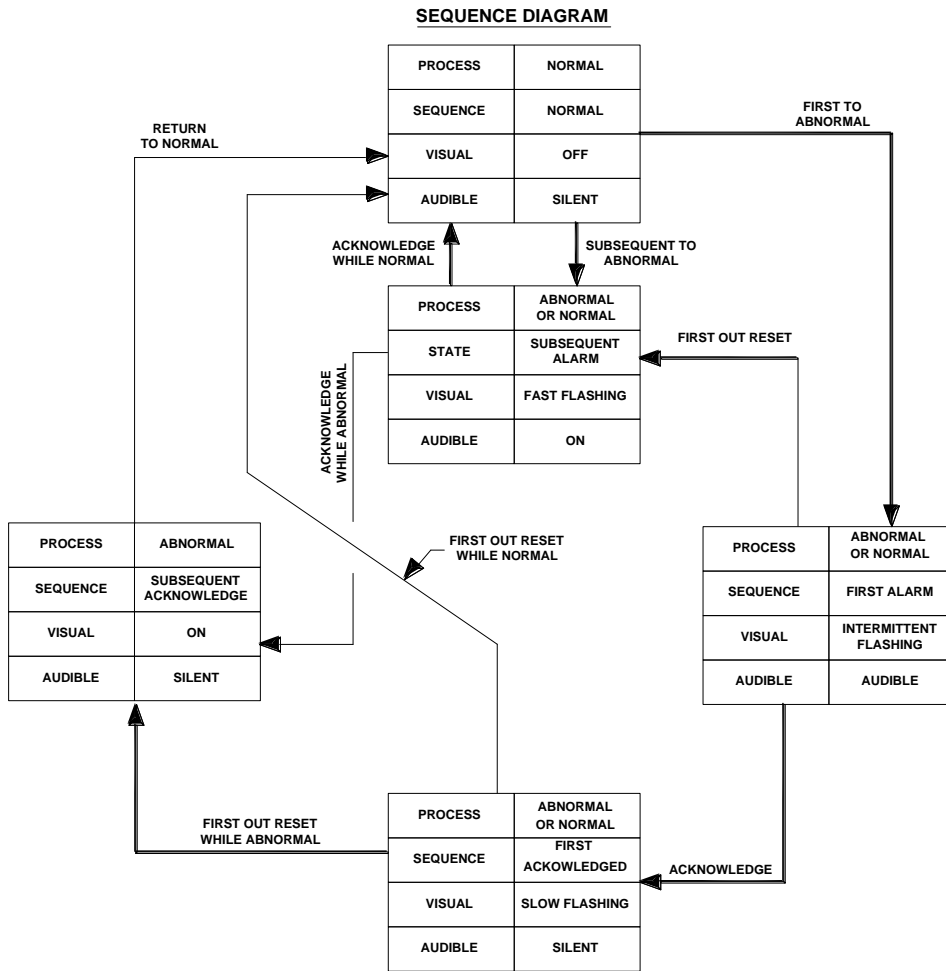 SEQUENCE DIAGRAM
PROCESS
NORMAL
SEQUENCE
NORMAL
VISUAL
OFF
AUDIBLE
SILENT
FIRST TO
ABNORMAL
RETURN
TO NORMAL
ACKNOWLEDGE
WHILE NORMAL
SUBSEQUENT TO
ABNORMAL
PROCESS
ABNORMAL
OR NORMAL
STATE
SUBSEQUENT
ALARM
VISUAL
FAST FLASHING
AUDIBLE
ON
FIRST OUT RESET
ACKNOWLEDGE
WHILE ABNORMAL
FIRST OUT RESET
WHILE NORMAL
PROCESS
ABNORMAL
SEQUENCE
SUBSEQUENT
ACKNOWLEDGE
VISUAL
ON
AUDIBLE
SILENT
PROCESS
ABNORMAL
OR NORMAL
SEQUENCE
FIRST ALARM
VISUAL
INTERMITTENT
FLASHING
AUDIBLE
AUDIBLE
FIRST OUT RESET
WHILE ABNORMAL
PROCESS
ABNORMAL
OR NORMAL
SEQUENCE
FIRST
ACKOWLEDGED
VISUAL
SLOW FLASHING
AUDIBLE
SILENT
ACKNOWLEDGE